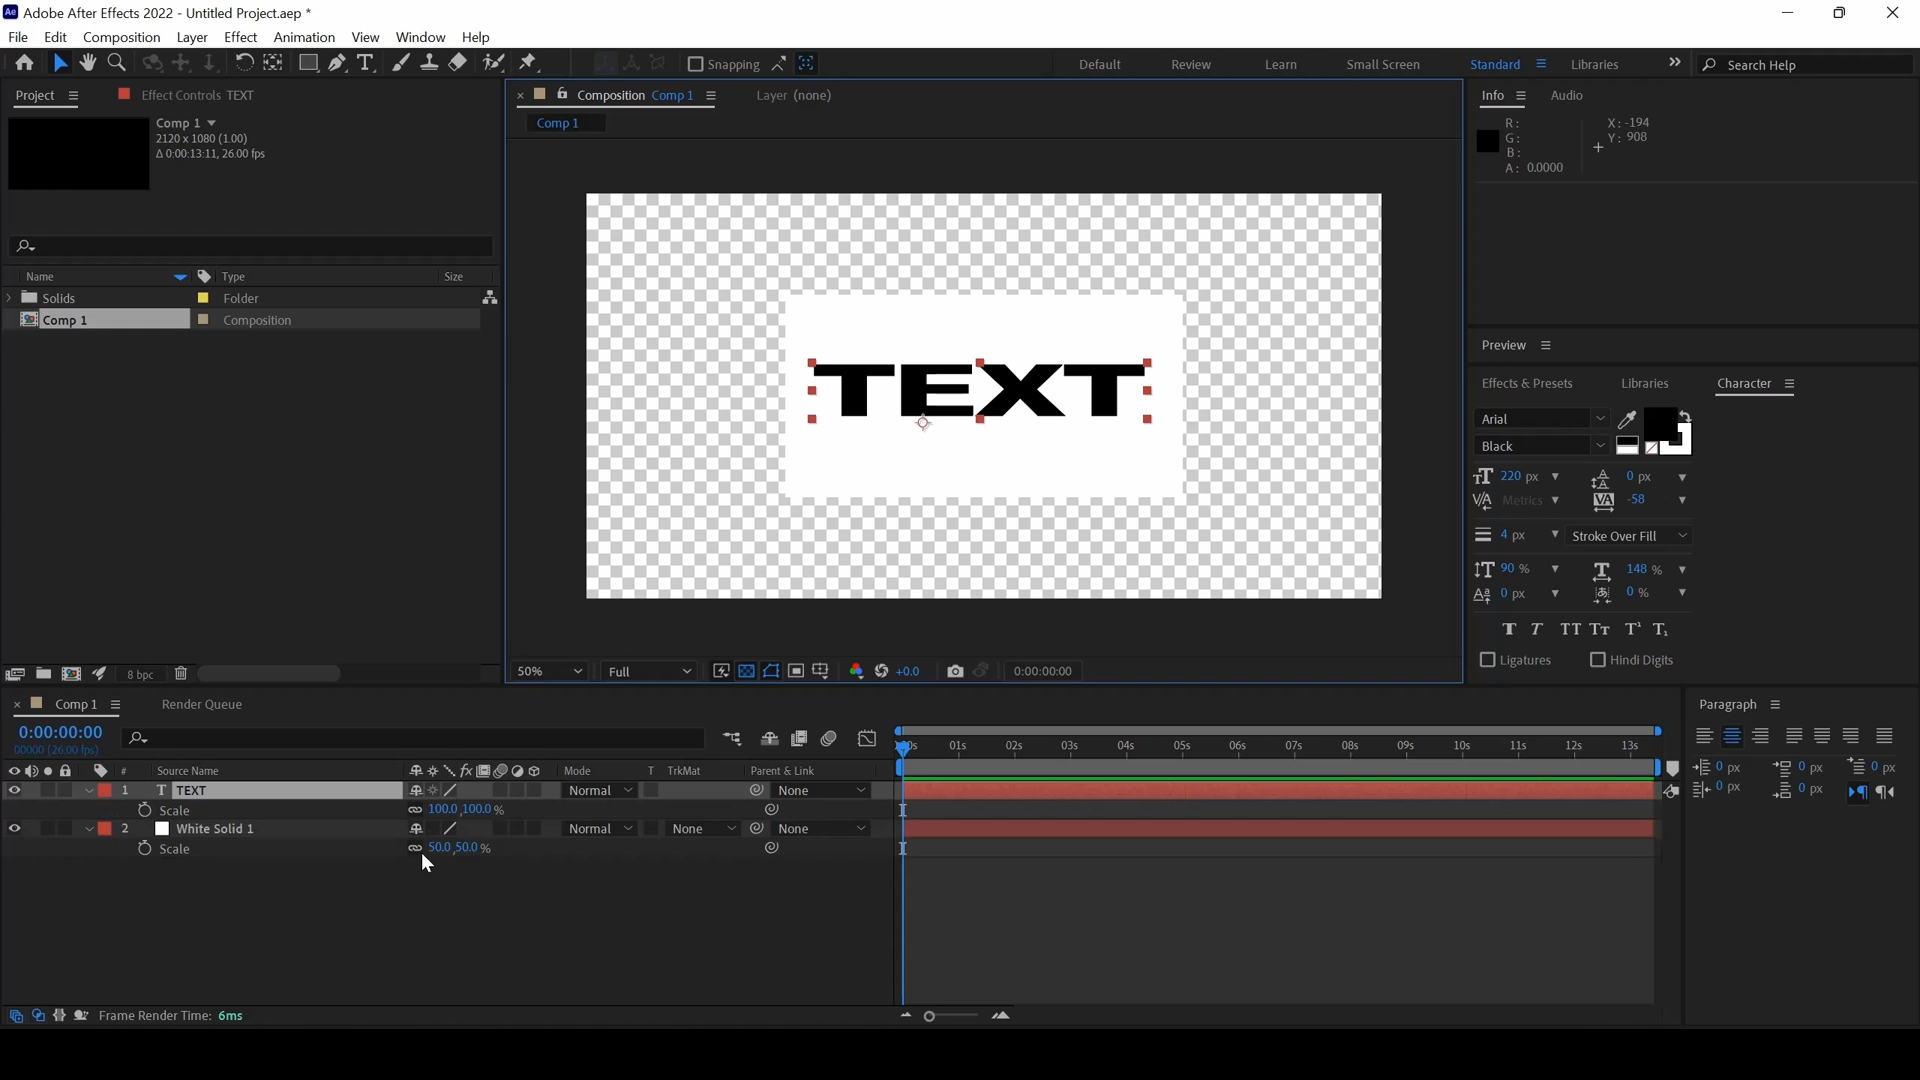 Adobe After Effects 2022 - Untitled Project.aep *
File Edit Composition Layer Effect Animation View Window Help
Snapping Default Review Learn Small Screen Standard Libraries Search Help
Project Effect Controls TEXT
Comp 1
2120 x 1080 (1.00)
Δ 0:00:13:11, 26.00 fps
Name Type Size
Solids Folder
Comp 1 Composition
8 bpc
Composition Comp 1 Layer (none)
Comp 1
TEXT
50% Full +0.0 0:00:00:00
Info Audio
R: X: -194
G: Y: 908
B:
A: 0.0000
Preview
Effects & Presets Libraries Character
Arial
Black
220 px 0 px
Metrics -58
4 px Stroke Over Fill
90 % 148 %
0 px 0 %
Ligatures Hindi Digits
Comp 1 Render Queue
0:00:00:00
00000 (26.00 fps)
01s 02s 03s 04s 05s 06s 07s 08s 09s 10s 11s 12s 13s
# Source Name Mode T TrkMat Parent & Link
1 TEXT Normal None
Scale 100.0,100.0 %
2 White Solid 1 Normal None None
Scale 50.0,50.0 %
Frame Render Time: 6ms
Paragraph
0 px 0 px 0 px
0 px 0 px